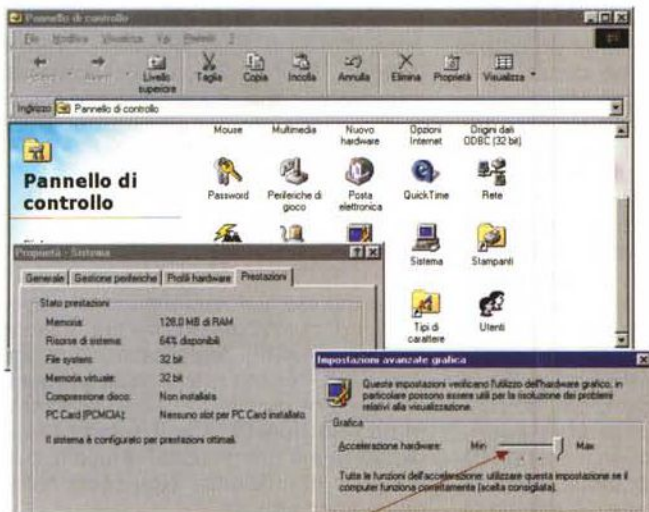 Pannello di controllo
File Modifica Visualizza Vai Preferiti ?
Indietro Avanti Livello superiore Taglia Copia Incolla Annulla Elimina Proprietà Visualizza
Indirizzo Pannello di controllo
Pannello di controllo
Mouse
Multimedia
Nuovo hardware
Opzioni Internet
Origini dati ODBC (32 bit)
Password
Periferiche di gioco
Posta elettronica
QuickTime
Rete
Sistema
Stampanti
Tipi di carattere
Utenti
Proprietà - Sistema
Generale Gestione periferiche Profili hardware Prestazioni
Stato prestazioni
Memoria: 128,0 MB di RAM
Risorse di sistema: 64% disponibili
File system: 32 bit
Memoria virtuale: 32 bit
Compressione disco: Non installata
PC Card (PCMCIA): Nessuno slot per PC Card installato.
Il sistema è configurato per prestazioni ottimali.
Impostazioni avanzate grafica
Queste impostazioni verificano l'utilizzo dell'hardware grafico, in
particolare possono essere utili per la risoluzione dei problemi
relativi alla visualizzazione.
Grafica
Accelerazione hardware: Min Max
Tutte le funzioni dell'accelerazione: utilizzare questa impostazione se il
computer funziona correttamente (scelta consigliata).